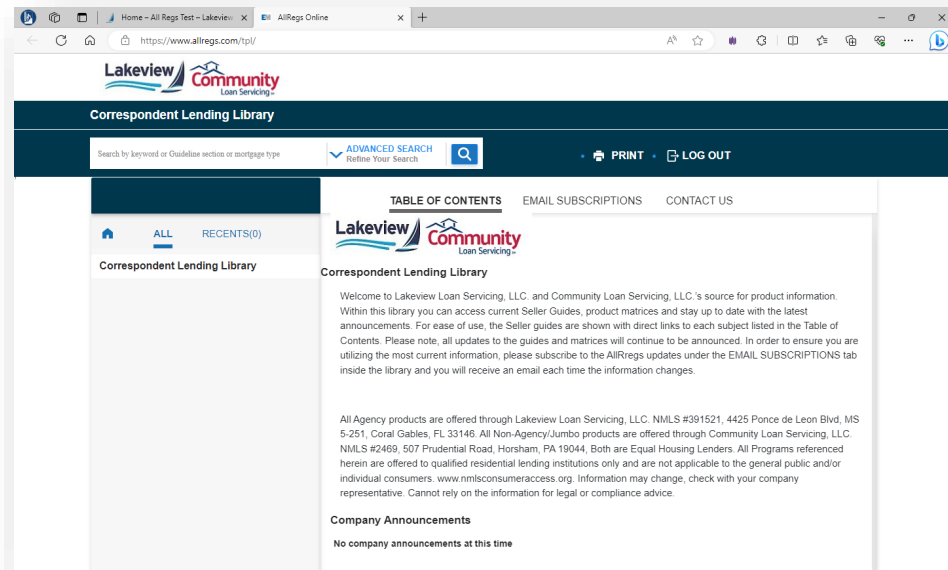 Home – All Regs Test – Lakeview
AllRegs Online
https://www.allregs.com/tpl/
Lakeview Community
Loan Servicing
Correspondent Lending Library
Search by keyword or Guideline section or mortgage type
ADVANCED SEARCH
Refine Your Search
PRINT
LOG OUT
TABLE OF CONTENTS EMAIL SUBSCRIPTIONS CONTACT US
ALL RECENTS(0)
Correspondent Lending Library
Lakeview Community
Loan Servicing
Correspondent Lending Library
Welcome to Lakeview Loan Servicing, LLC. and Community Loan Servicing, LLC.'s source for product information.
Within this library you can access current Seller Guides, product matrices and stay up to date with the latest
announcements. For ease of use, the Seller guides are shown with direct links to each subject listed in the Table of
Contents. Please note, all updates to the guides and matrices will continue to be announced. In order to ensure you are
utilizing the most current information, please subscribe to the AllRregs updates under the EMAIL SUBSCRIPTIONS tab
inside the library and you will receive an email each time the information changes.
All Agency products are offered through Lakeview Loan Servicing, LLC. NMLS #391521, 4425 Ponce de Leon Blvd, MS
5-251, Coral Gables, FL 33146. All Non-Agency/Jumbo products are offered through Community Loan Servicing, LLC.
NMLS #2469, 507 Prudential Road, Horsham, PA 19044, Both are Equal Housing Lenders. All Programs referenced
herein are offered to qualified residential lending institutions only and are not applicable to the general public and/or
individual consumers. www.nmlsconsumeraccess.org. Information may change, check with your company
representative. Cannot rely on the information for legal or compliance advice.
Company Announcements
No company announcements at this time